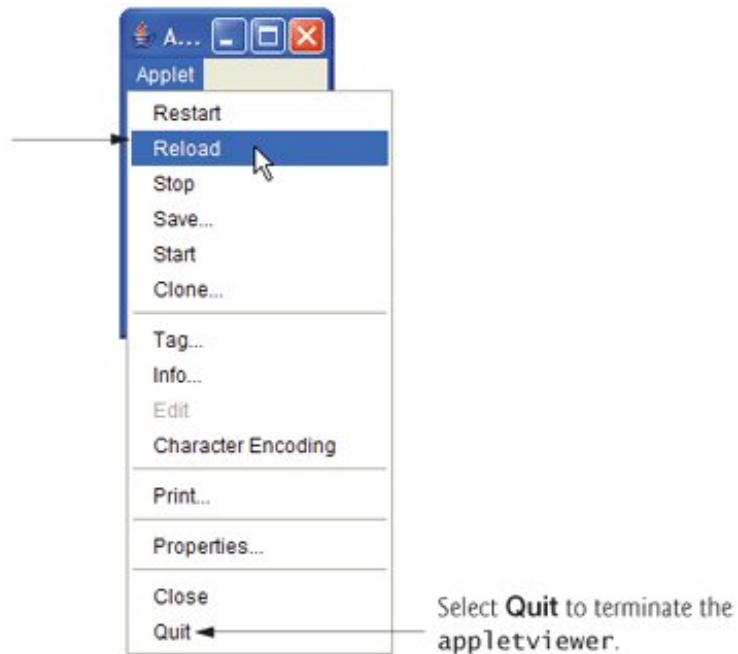 A...
Applet
Restart
Reload
Stop
Save...
Start
Clone...
Tag...
Info...
Edit
Character Encoding
Print...
Properties...
Close
Quit
Select Quit to terminate the
appletviewer.